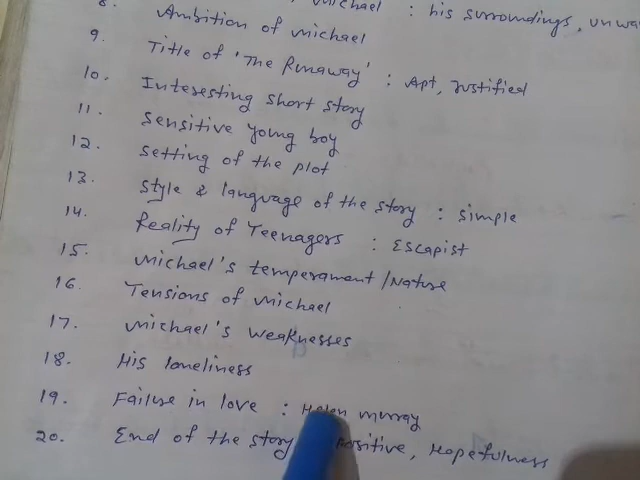 8. Michael : his surroundings,
9. Ambition of Michael
10. Title of 'The Runaway' : Apt, Justified
11. Interesting short story
12. Sensitive young boy
13. Setting of the plot
14. Style & language of the story : simple
15. Reality of Teenagers : Escapist
16. Michael's temperament/Nature
17. Tensions of Michael
18. Michael's weaknesses
19. His loneliness
20. Failure in love : Helen Murray
End of the story Positive, Hopefulness